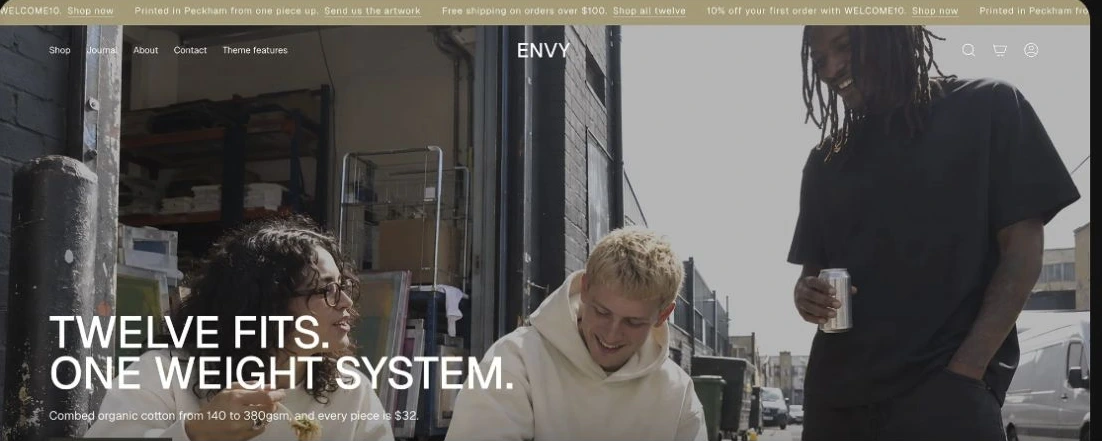 WELCOME10. Shop now Printed in Peckham from one piece up. Send us the artwork Free shipping on orders over $100. Shop all twelve 10% off your first order with WELCOME10. Shop now Printed in Peckham
Shop Journal About Contact Theme features ENVY
TWELVE FITS.
ONE WEIGHT SYSTEM.
Combed organic cotton from 140 to 380gsm, and every piece is $32.